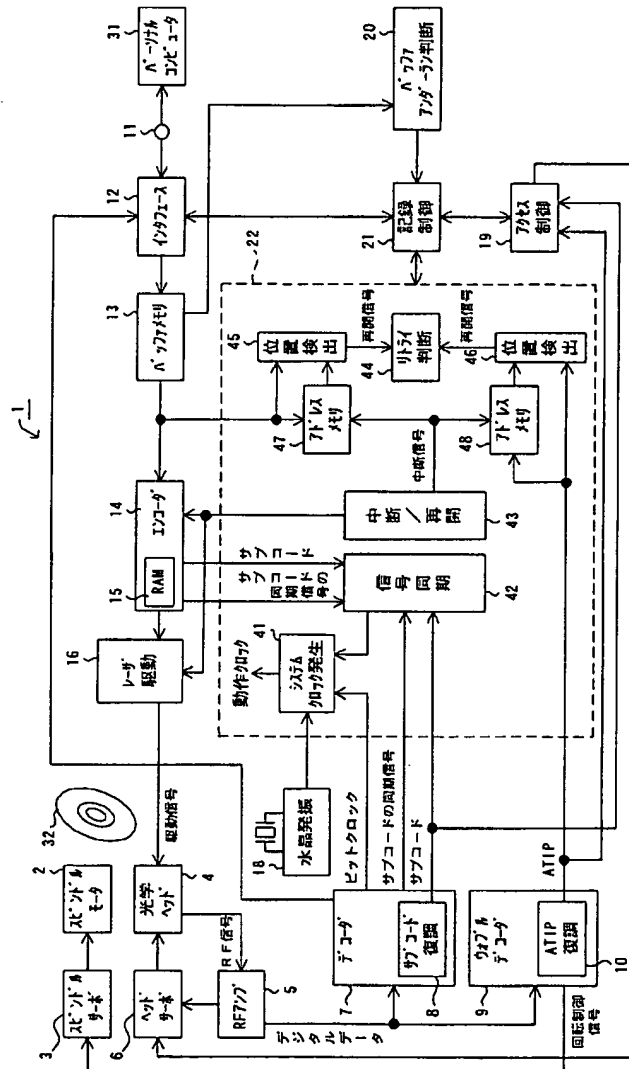 1
31
パーソナル
コンピュータ
11
12
インタフェース
20
バッファ
アンダーラン判断
13
バッファメモリ
21
記録
制御
19
アクセス
制御
22
45
位置検出
再開信号
44
リトライ
判断
再開信号
46
位置検出
47
アドレス
メモリ
中断信号
48
アドレス
メモリ
14
エンコーダ
15
RAM
サブコード
サブコードの
同期信号
中断/再開
43
信号
同期
42
16
レーザ
駆動
動作クロック
41
システム
クロック発生
32
駆動信号
18
水晶発振
ビットクロック
サブコードの同期信号
サブコード
ATIP
2
スピンドル
モータ
4
光学
ヘッド
RF信号
3
スピンドル
サーボ
6
ヘッド
サーボ
5
RFアンプ
デジタルデータ
7
デコーダ
サブコード
復調
8
9
ウォブル
デコーダ
ATIP
復調
10
回転制御
信号